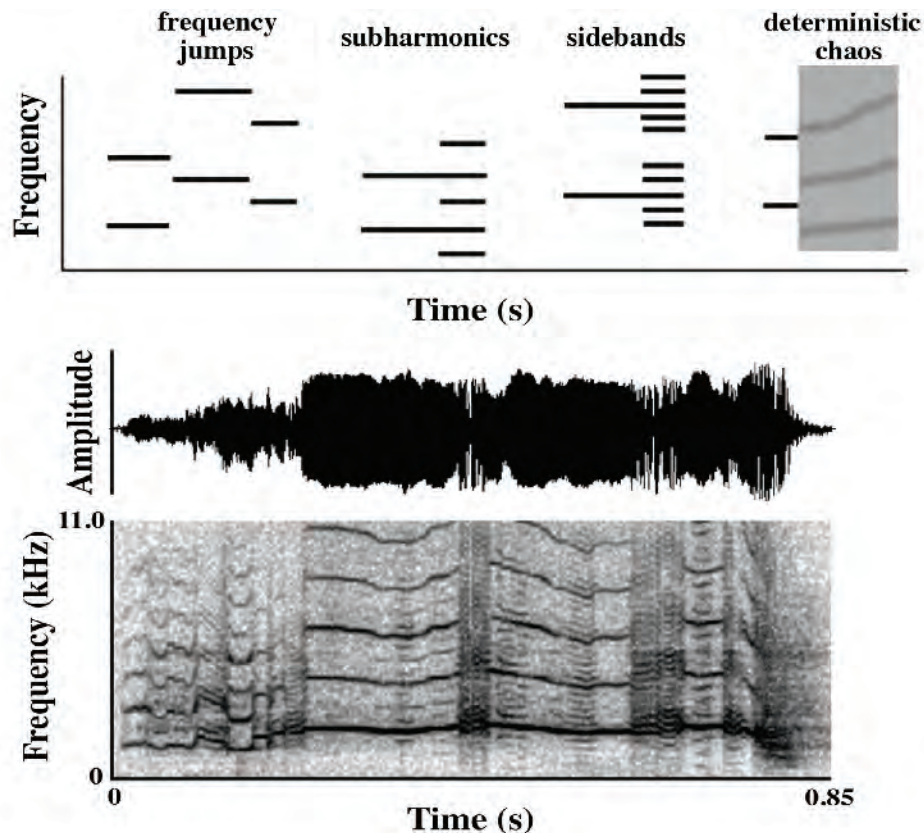 frequency
jumps
subharmonics
sidebands
deterministic
chaos
Frequency
Time (s)
Amplitude
11.0
Frequency (kHz)
0
0
0.85
Time (s)